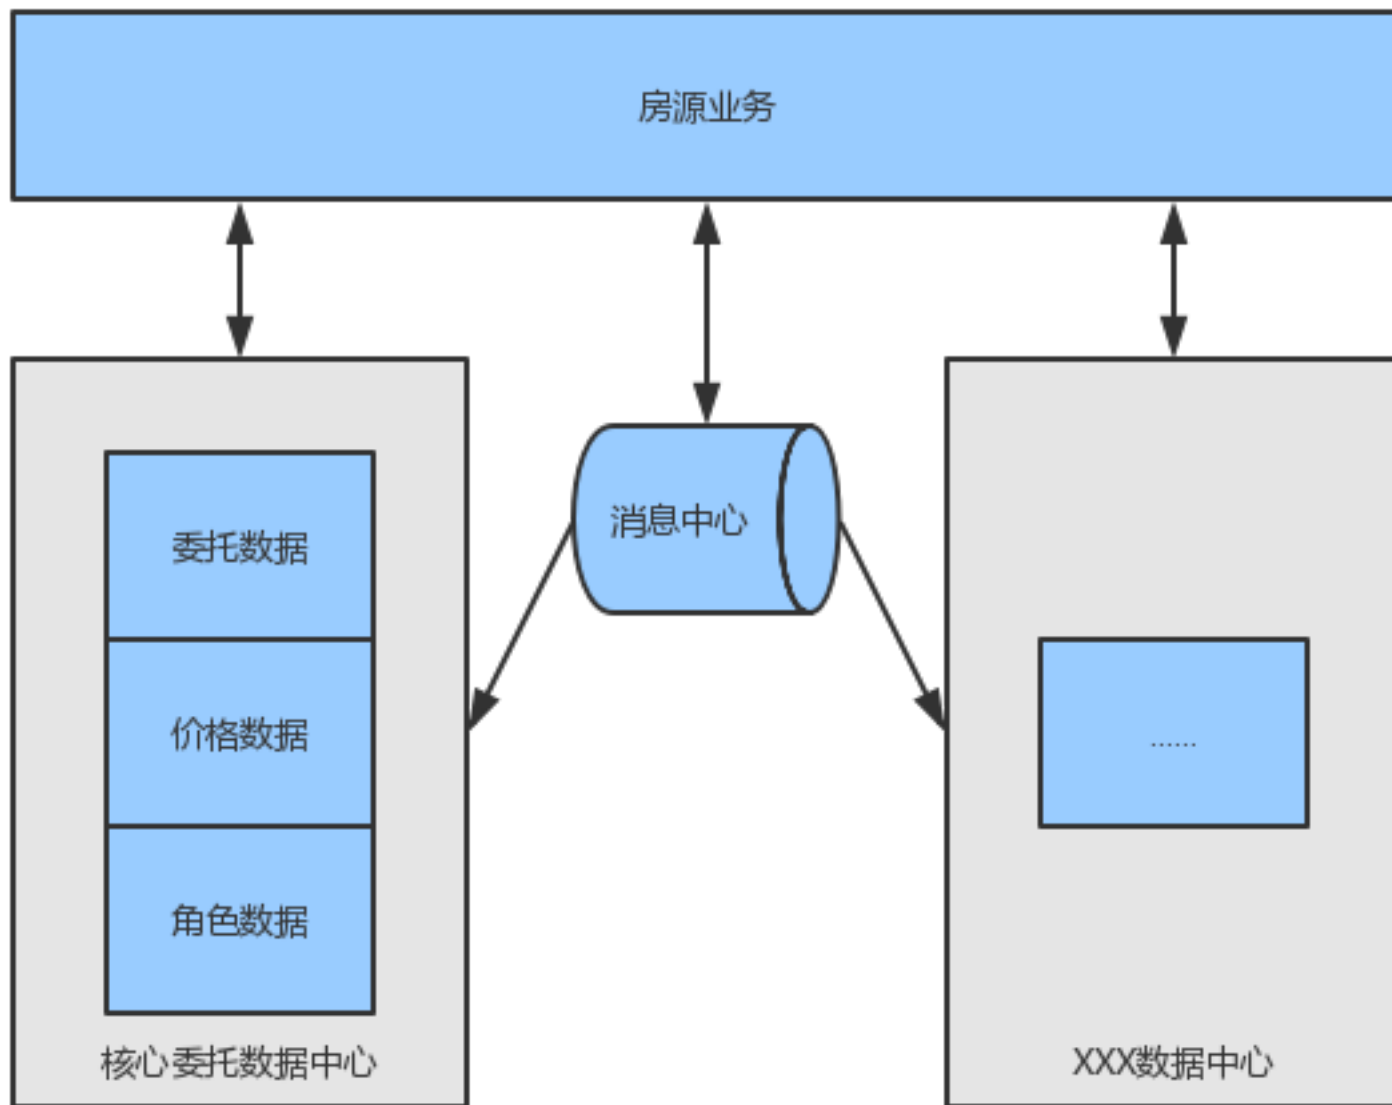 房源业务
消息中心
委托数据
价格数据
......
角色数据
核心委托数据中心
XXX数据中心